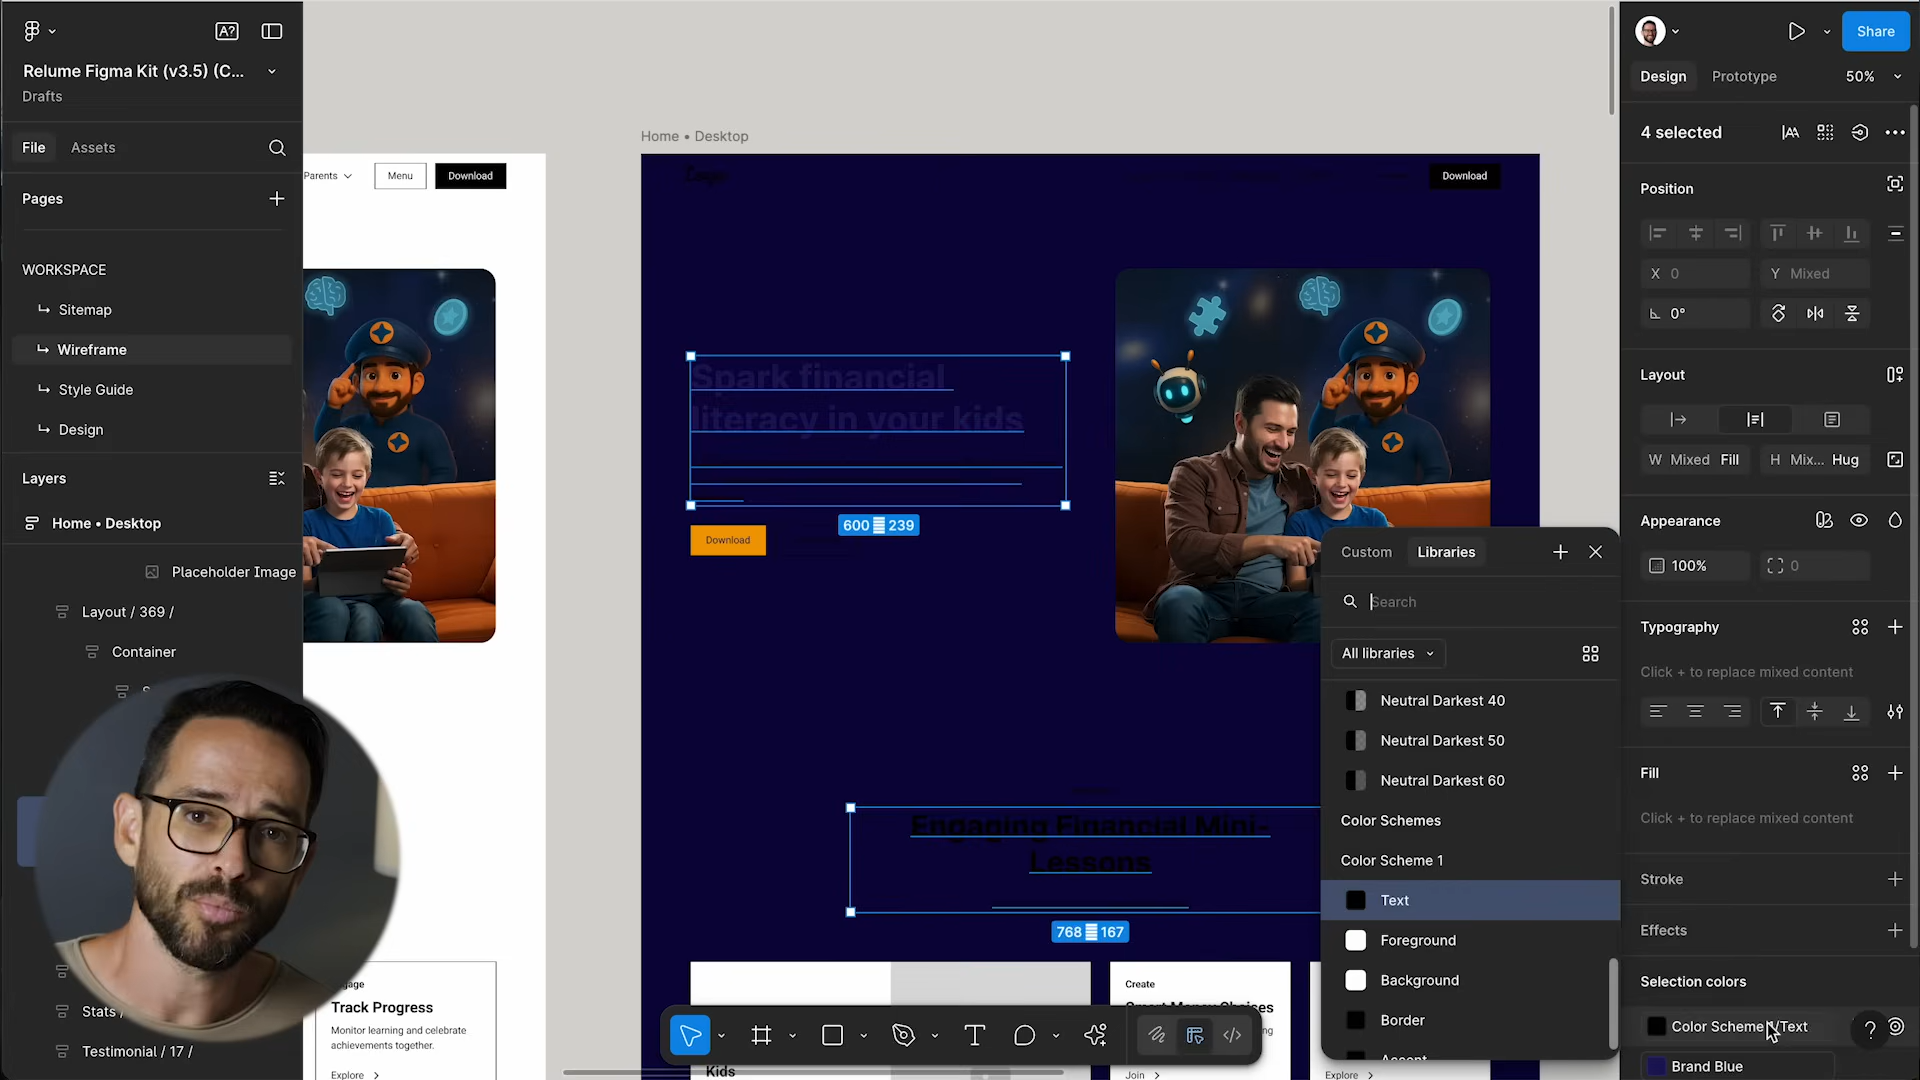 Relume Figma Kit (v3.5) (C...
Drafts
File
Assets
Pages
WORKSPACE
Sitemap
Wireframe
Style Guide
Design
Layers
Home • Desktop
Placeholder Image
Layout / 369 /
Container
Stats
Testimonial / 17 /
Parents
Menu
Download
Track Progress
Monitor learning and celebrate
achievements together.
Explore
Home • Desktop
Download
Spark financial
literacy in your kids
600
239
Download
Engaging Financial Mini-
Lessons
768
167
Create
Kids
Join
Explore
Custom
Libraries
Search
All libraries
Neutral Darkest 40
Neutral Darkest 50
Neutral Darkest 60
Color Schemes
Color Scheme 1
Text
Foreground
Background
Border
Accent
Share
Design
Prototype
50%
4 selected
Position
X 0
Y Mixed
0°
Layout
W Mixed Fill
H Mix... Hug
Appearance
100%
0
Typography
Click + to replace mixed content
Fill
Click + to replace mixed content
Stroke
Effects
Selection colors
Color Scheme 1/Text
?
Brand Blue